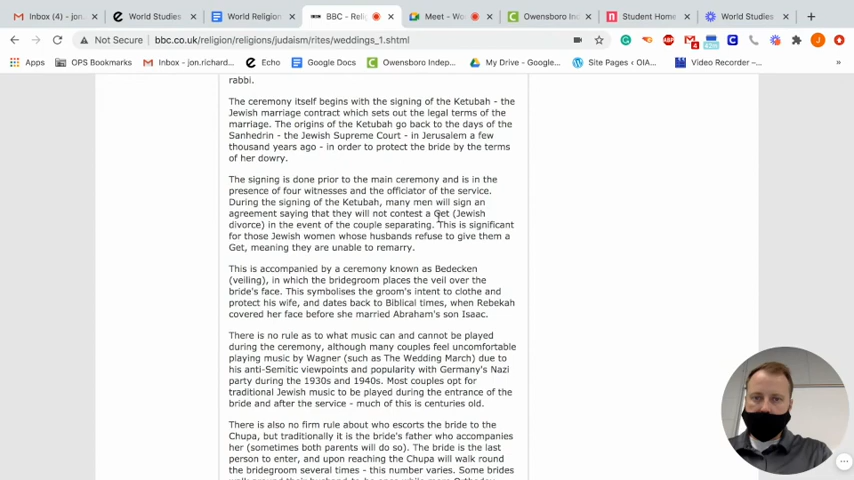 Inbox (4) - jon
World Studies
World Religion
BBC - Reli
Meet - Wo
Owensboro Ind
Student Home
World Studies
Not Secure | bbc.co.uk/religion/religions/judaism/rites/weddings_1.shtml
4
J
Apps
OPS Bookmarks
Inbox - jon.richard...
Echo
Google Docs
Owensboro Indep...
My Drive - Google...
Site Pages - OIA...
Video Recorder -...
»
rabbi.
The ceremony itself begins with the signing of the Ketubah - the
Jewish marriage contract which sets out the legal terms of the
marriage. The origins of the Ketubah go back to the days of the
Sanhedrin - the Jewish Supreme Court - in Jerusalem a few
thousand years ago - in order to protect the bride by the terms
of her dowry.
The signing is done prior to the main ceremony and is in the
presence of four witnesses and the officiator of the service.
During the signing of the Ketubah, many men will sign an
agreement saying that they will not contest a Get (Jewish
divorce) in the event of the couple separating. This is significant
for those Jewish women whose husbands refuse to give them a
Get, meaning they are unable to remarry.
This is accompanied by a ceremony known as Bedecken
(veiling), in which the bridegroom places the veil over the
bride's face. This symbolises the groom's intent to clothe and
protect his wife, and dates back to Biblical times, when Rebekah
covered her face before she married Abraham's son Isaac.
There is no rule as to what music can and cannot be played
during the ceremony, although many couples feel uncomfortable
playing music by Wagner (such as The Wedding March) due to
his anti-Semitic viewpoints and popularity with Germany's Nazi
party during the 1930s and 1940s. Most couples opt for
traditional Jewish music to be played during the entrance of the
bride and after the service - much of this is centuries old.
There is also no firm rule about who escorts the bride to the
Chupa, but traditionally it is the bride's father who accompanies
her (sometimes both parents will do so). The bride is the last
person to enter, and upon reaching the Chupa will walk round
the bridegroom several times - this number varies. Some brides